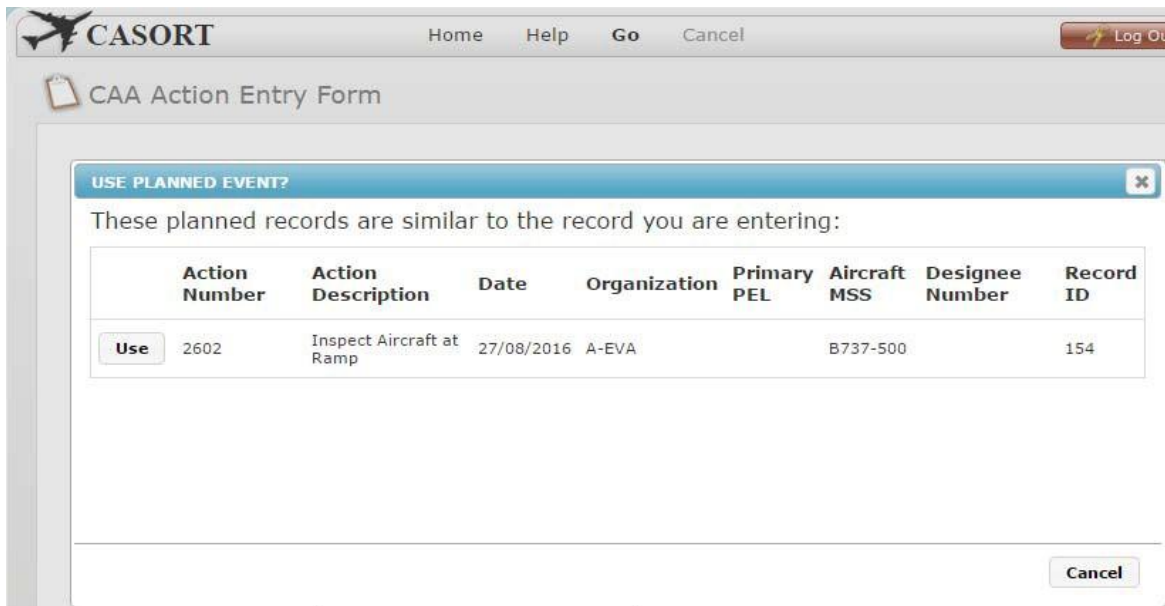 CASORT Home Help Go Cancel Log Ou
CAA Action Entry Form
USE PLANNED EVENT?
These planned records are similar to the record you are entering:
Action Number Action Description Date Organization Primary PEL Aircraft MSS Designee Number Record ID
Use 2602 Inspect Aircraft at Ramp 27/08/2016 A-EVA B737-500 154
Cancel